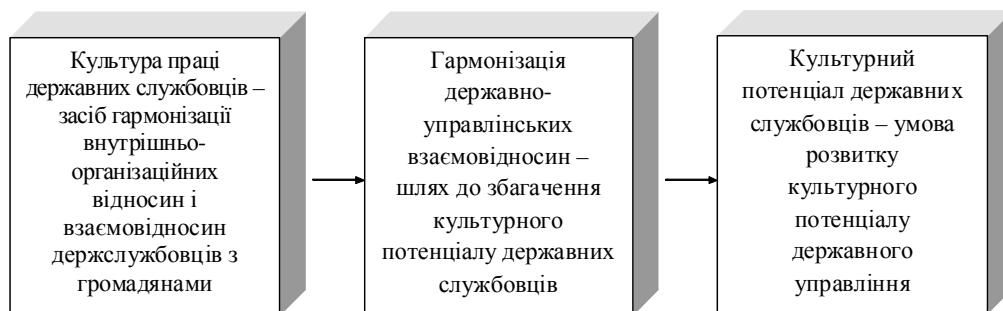 Культура праці
державних службовців –
засіб гармонізації
внутрішньо-
організаційних
відносин і
взаємовідносин
держслужбовців з
громадянами
Гармонізація
державно-
управлінських
взаємовідносин –
шлях до збагачення
культурного
потенціалу державних
службовців
Культурний
потенціал державних
службовців – умова
розвитку
культурного
потенціалу
державного
управління